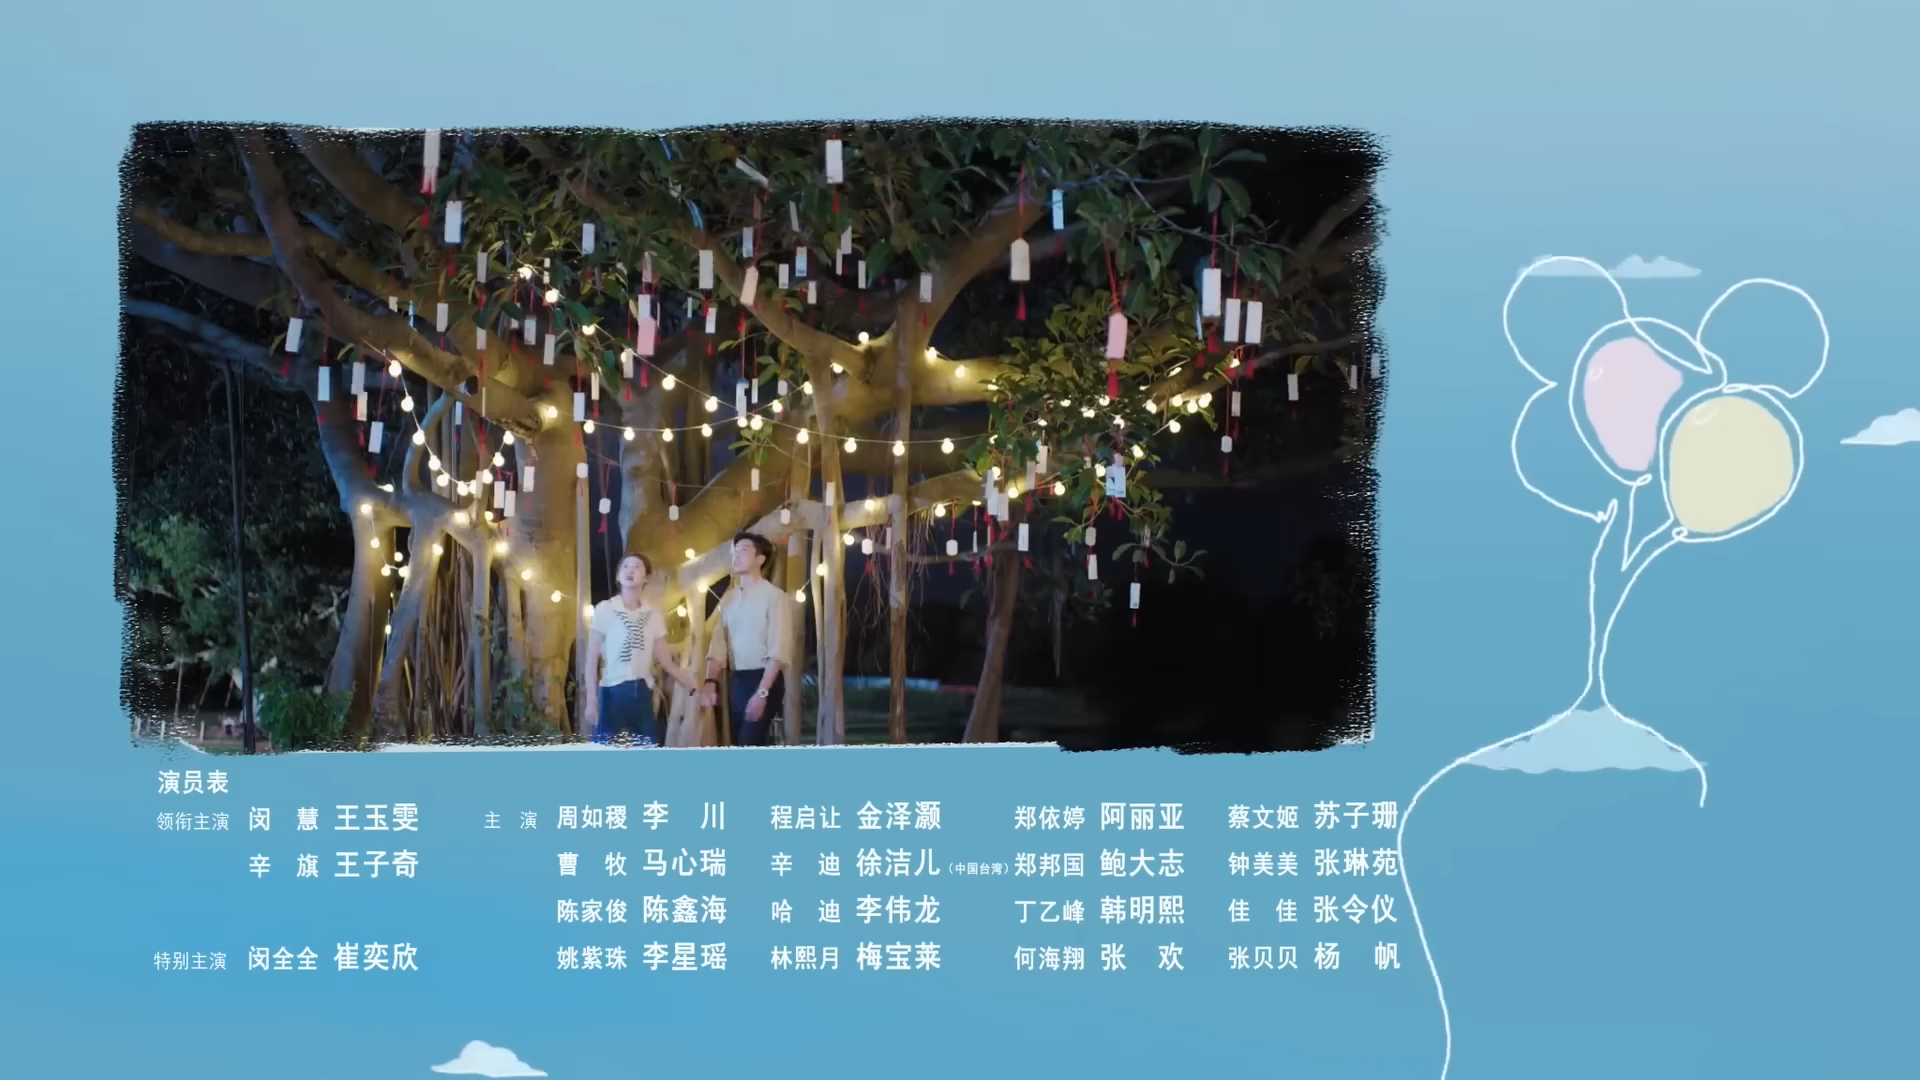 演员表
领衔主演 闵 慧 王玉雯 主 演 周如稷 李 川 程启让 金泽灏 郑依婷 阿丽亚 蔡文姬 苏子珊
辛 旗 王子奇 曹 牧 马心瑞 辛 迪 徐洁儿（中国台湾） 郑邦国 鲍大志 钟美美 张琳苑
陈家俊 陈鑫海 哈 迪 李伟龙 丁乙峰 韩明熙 佳 佳 张令仪
特别主演 闵全全 崔奕欣 姚紫珠 李星瑶 林熙月 梅宝莱 何海翔 张 欢 张贝贝 杨 帆